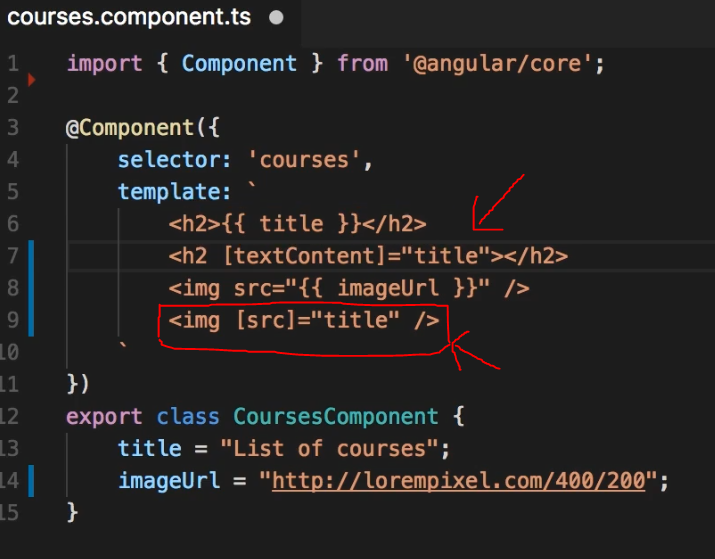 courses.component.ts
1 import { Component } from '@angular/core';
2
3 @Component({
4 selector: 'courses',
5 template: `
6 <h2>{{ title }}</h2>
7 <h2 [textContent]="title"></h2>
8 <img src="{{ imageUrl }}" />
9 <img [src]="title" />
10 `
11 })
12 export class CoursesComponent {
13 title = "List of courses";
14 imageUrl = "http://lorempixel.com/400/200";
15 }